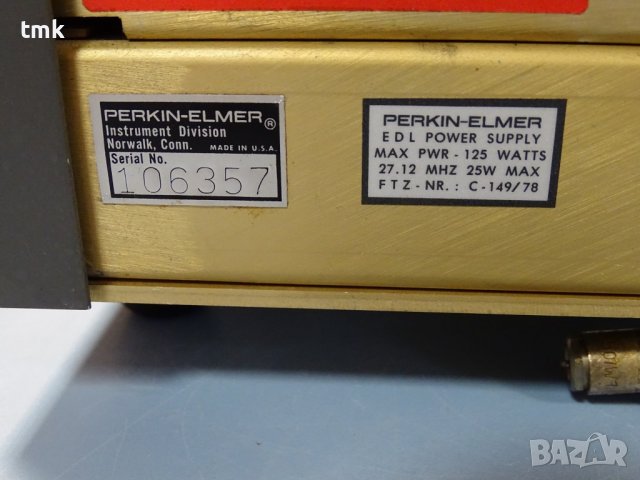 tmk
PERKIN-ELMER®
Instrument Division
Norwalk, Conn. MADE IN U.S.A.
Serial No.
106357
PERKIN-ELMER
EDL POWER SUPPLY
MAX PWR - 125 WATTS
27.12 MHZ 25W MAX
FTZ - NR. : C-149/78
BAZAR